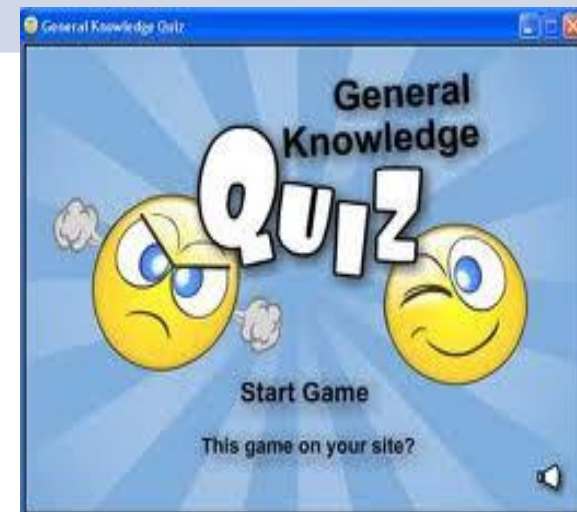 General Knowledge Quiz
General
Knowledge
QUIZ
Start Game
This game on your site?